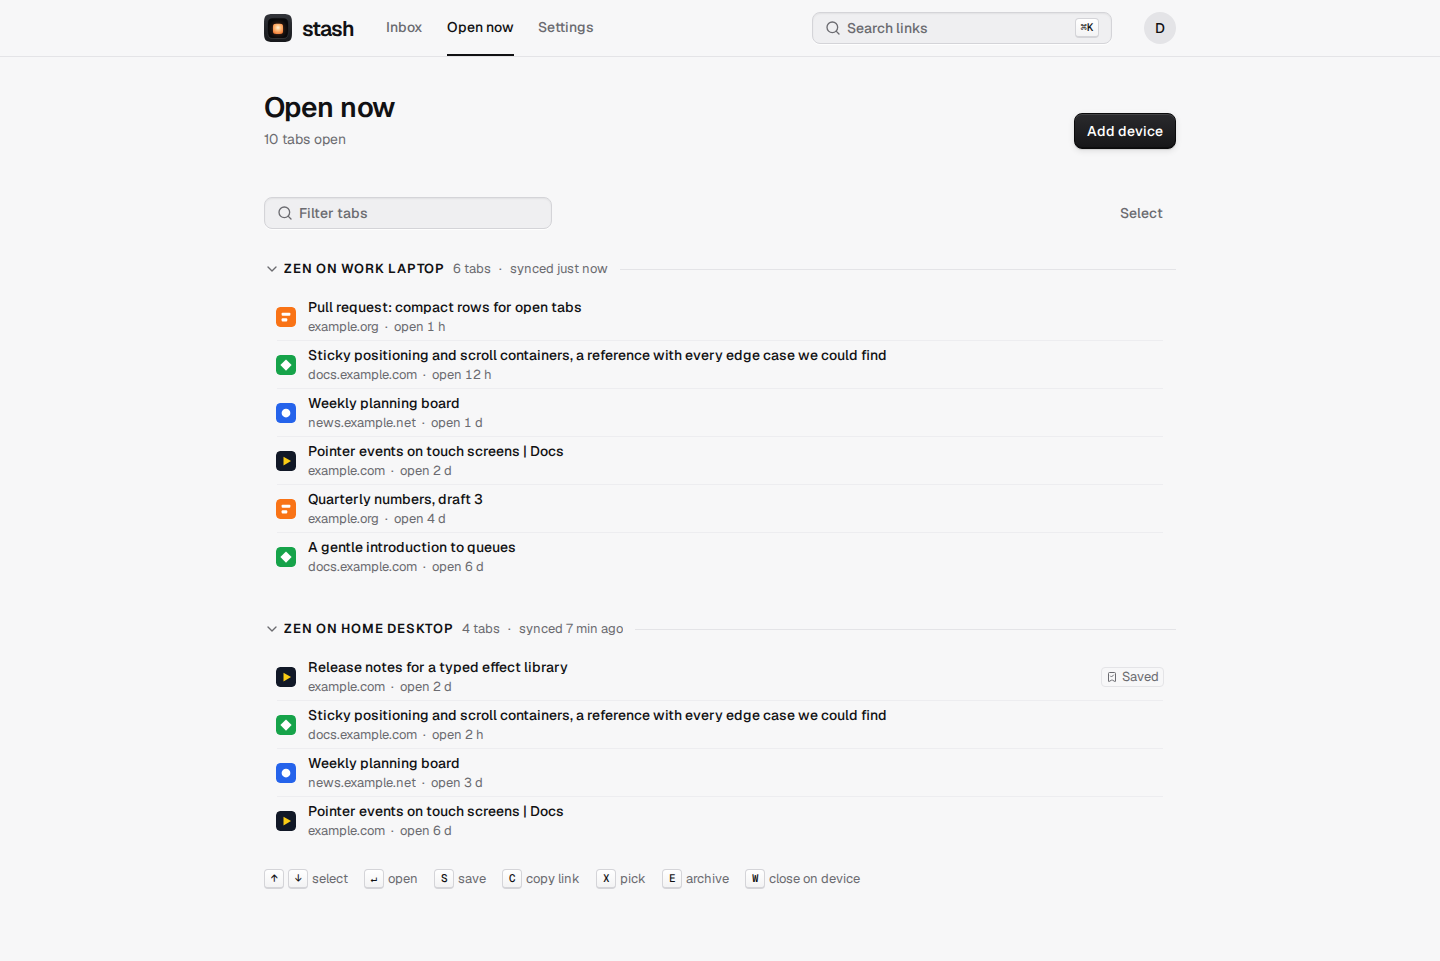 stash Inbox Open now Settings Search links ⌘K D
Open now
10 tabs open
Add device
Filter tabs Select
ZEN ON WORK LAPTOP 6 tabs · synced just now
Pull request: compact rows for open tabs
example.org · open 1 h
Sticky positioning and scroll containers, a reference with every edge case we could find
docs.example.com · open 12 h
Weekly planning board
news.example.net · open 1 d
Pointer events on touch screens | Docs
example.com · open 2 d
Quarterly numbers, draft 3
example.org · open 4 d
A gentle introduction to queues
docs.example.com · open 6 d
ZEN ON HOME DESKTOP 4 tabs · synced 7 min ago
Release notes for a typed effect library
example.com · open 2 d
Saved
Sticky positioning and scroll containers, a reference with every edge case we could find
docs.example.com · open 2 h
Weekly planning board
news.example.net · open 3 d
Pointer events on touch screens | Docs
example.com · open 6 d
↑ ↓ select ↵ open S save C copy link X pick E archive W close on device